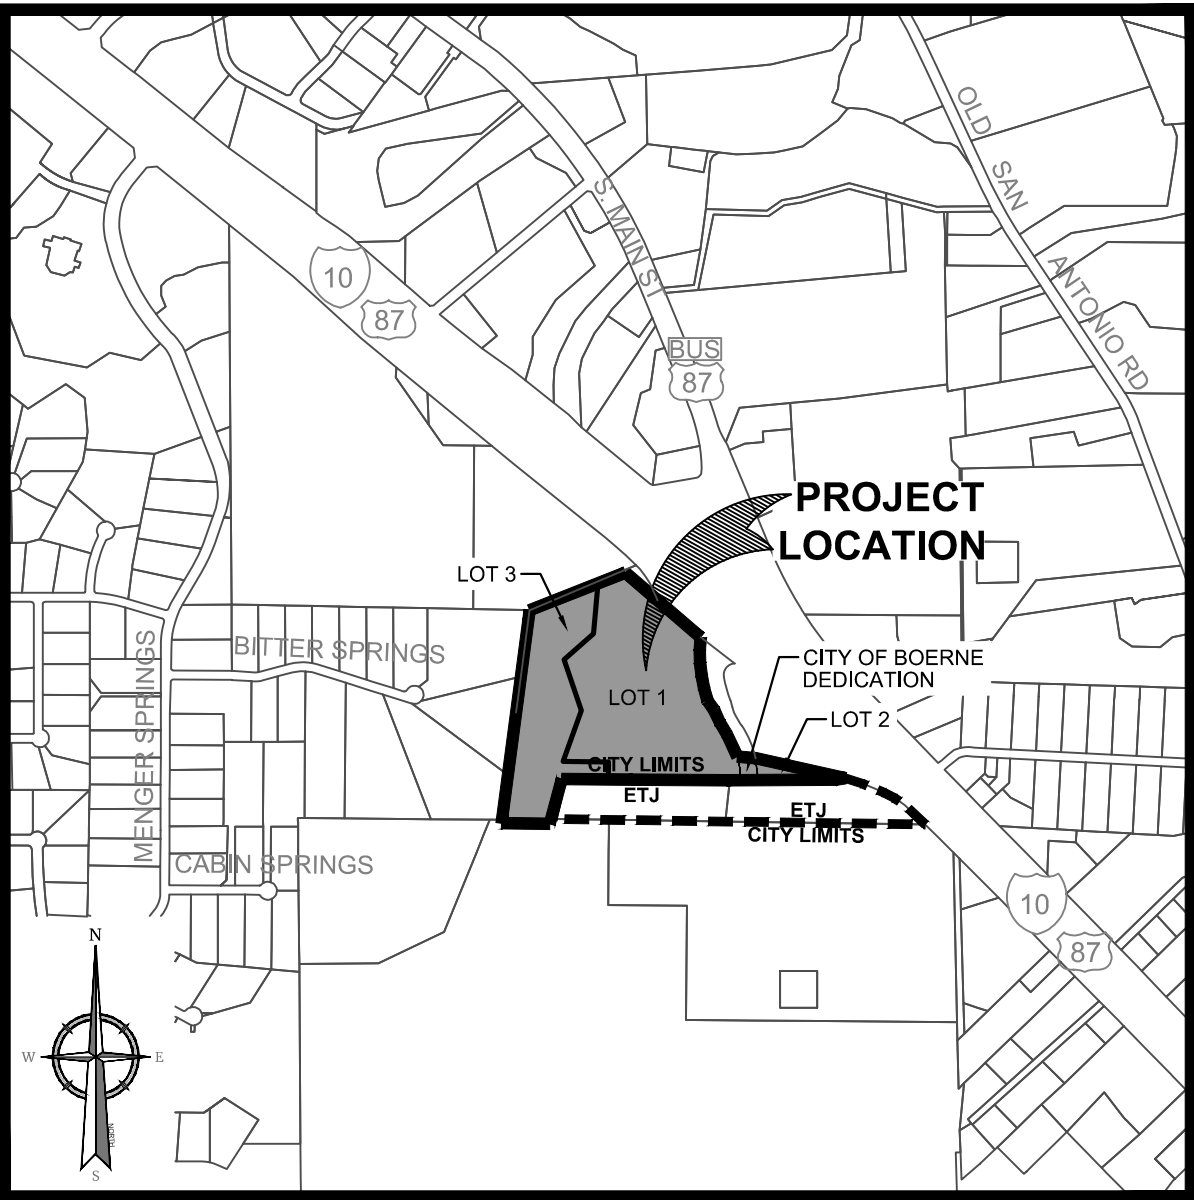 OLD
SAN
ANTONIO RD
S. MAIN ST
10
87
BUS
87
PROJECT
LOCATION
LOT 3
BITTER SPRINGS
MENGER SPRINGS
LOT 1
CITY OF BOERNE
DEDICATION
LOT 2
CITY LIMITS
ETJ
ETJ
CITY LIMITS
CABIN SPRINGS
10
87
N
W
E
NORTH
S